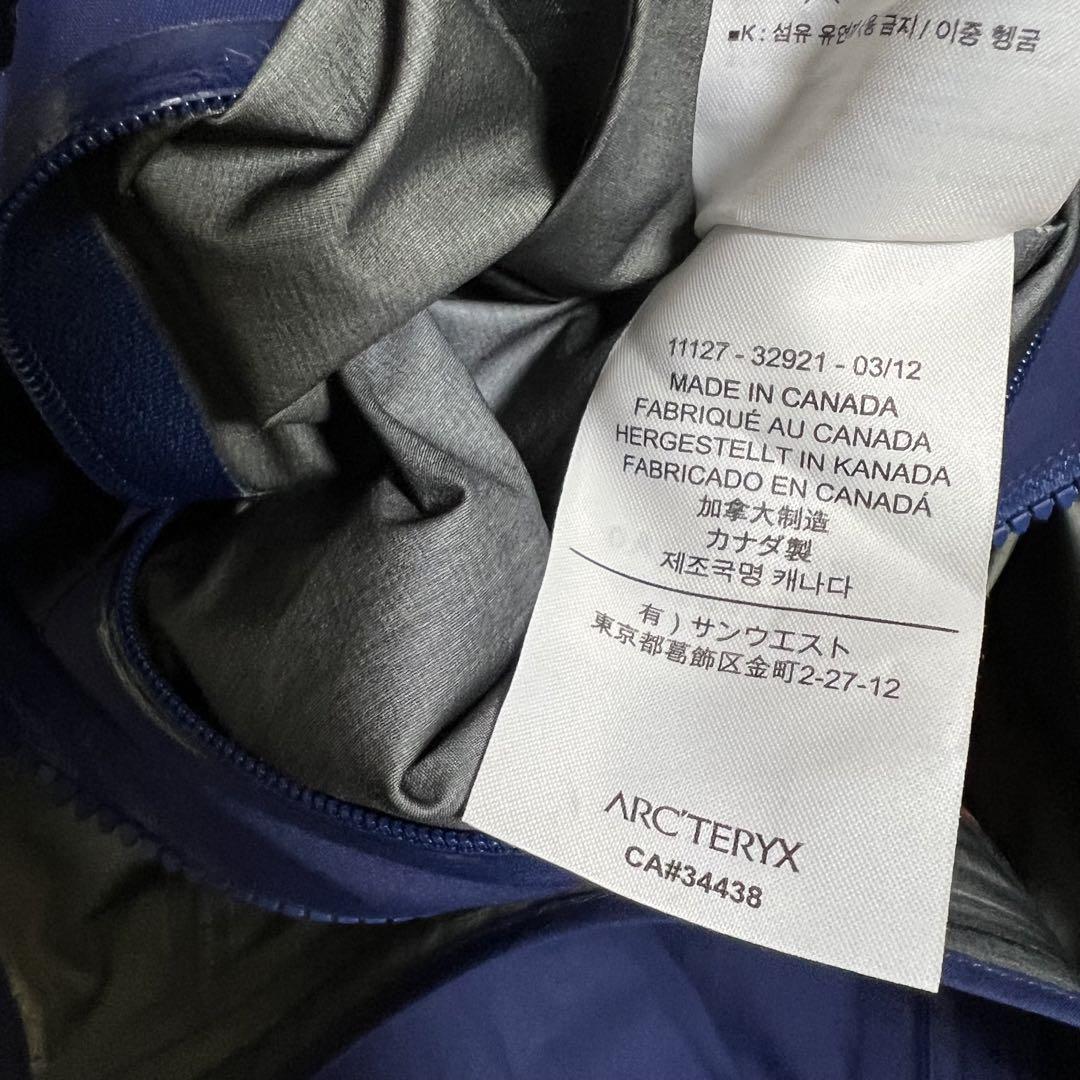 ■K : 섬유 유연제 사용 금지 / 이중 헹굼
11127 - 32921 - 03/12
MADE IN CANADA
FABRIQUÉ AU CANADA
HERGESTELLT IN KANADA
FABRICADO EN CANADÁ
加拿大制造
カナダ製
제조국명 캐나다
有 ) サンウエスト
東京都葛飾区金町2-27-12
ARC'TERYX
CA#34438